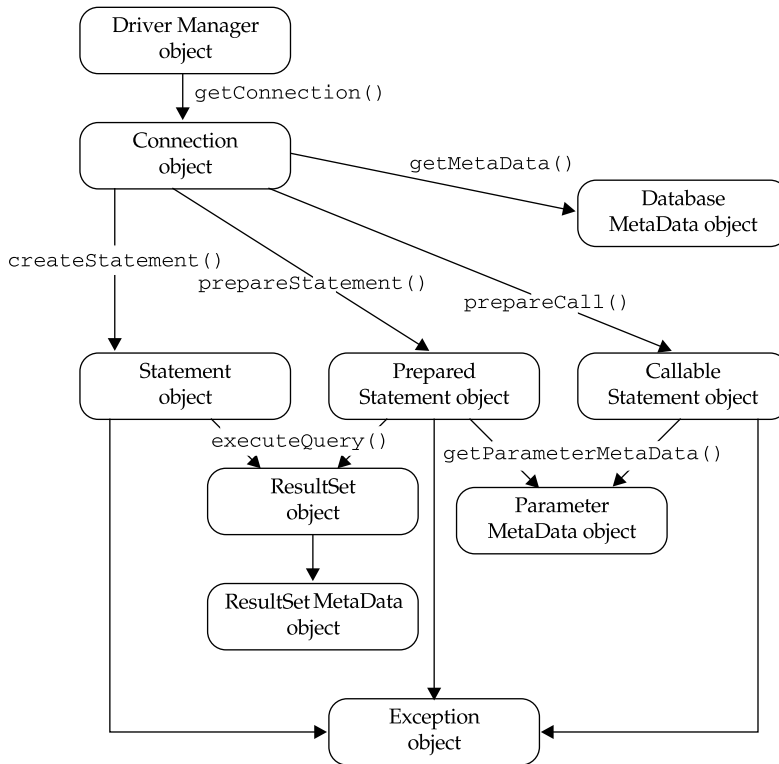 Driver Manager
object
getConnection()
Connection
object
getMetaData()
Database
MetaData object
createStatement()
prepareStatement()
prepareCall()
Statement
object
Prepared
Statement object
Callable
Statement object
executeQuery()
getParameterMetaData()
ResultSet
object
Parameter
MetaData object
ResultSet MetaData
object
Exception
object